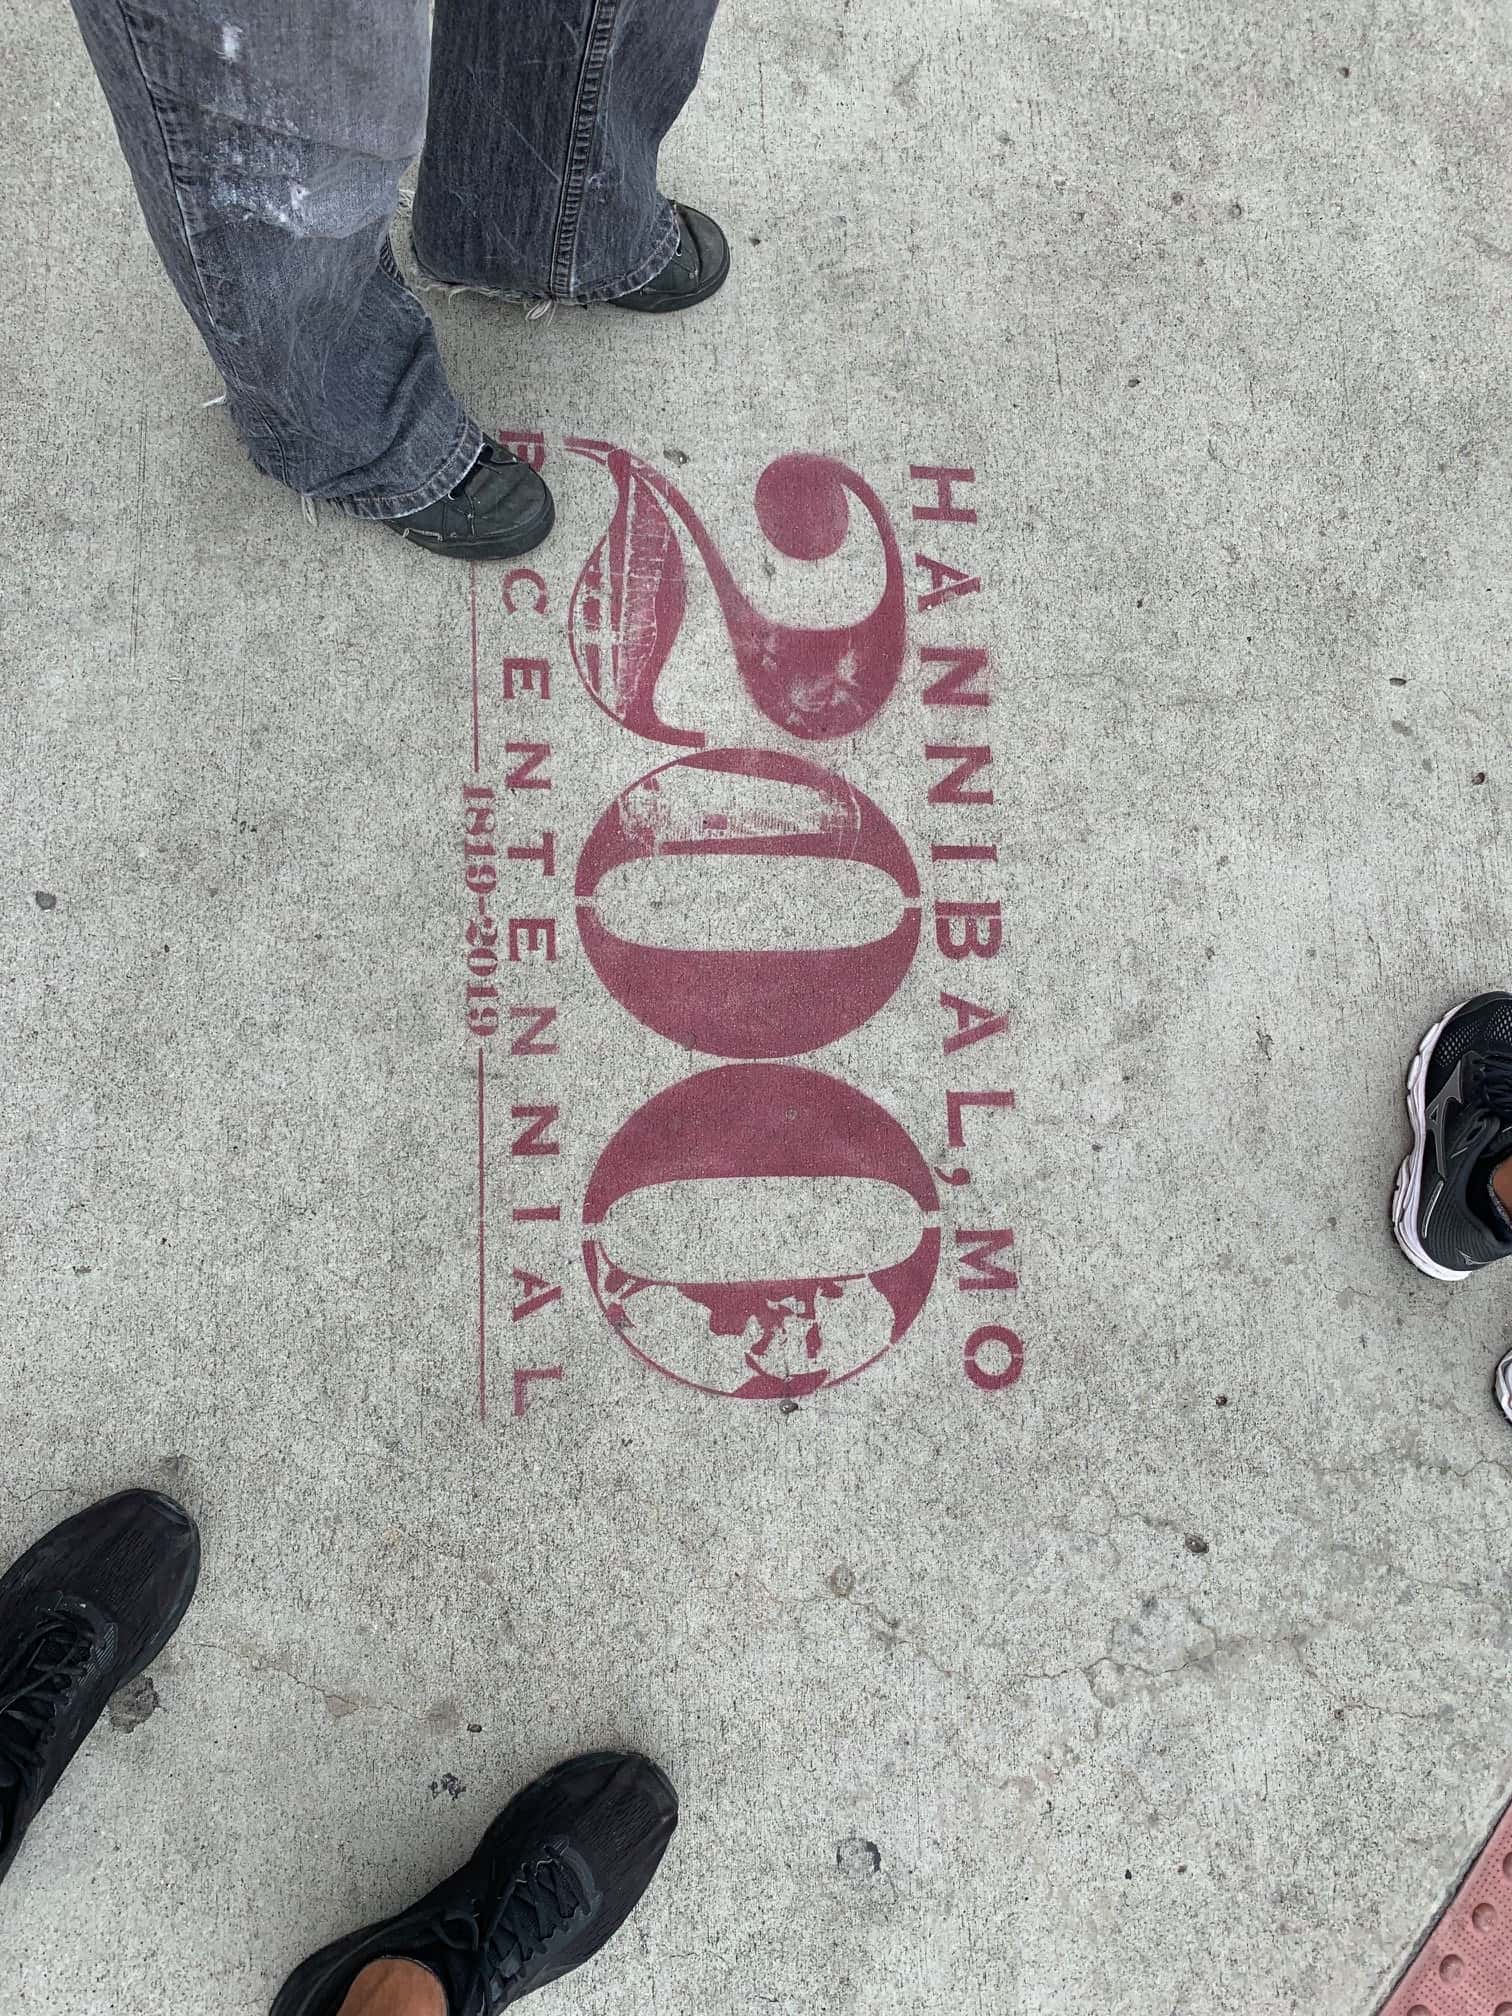 HANNIBAL, MO
200
BICENTENNIAL
1819-2019